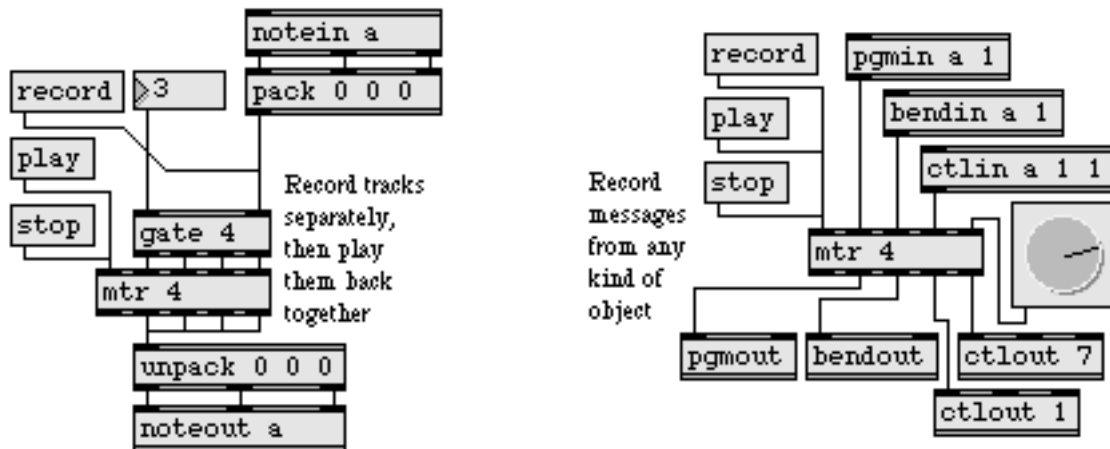 notein a
record
3
pack 0 0 0
play
stop
gate 4
Record tracks
separately,
then play
them back
together
mtr 4
unpack 0 0 0
noteout a
record
pgmin a 1
play
bendin a 1
stop
ctlin a 1 1
Record
messages
from any
kind of
object
mtr 4
pgmout
bendout
ctlout 7
ctlout 1